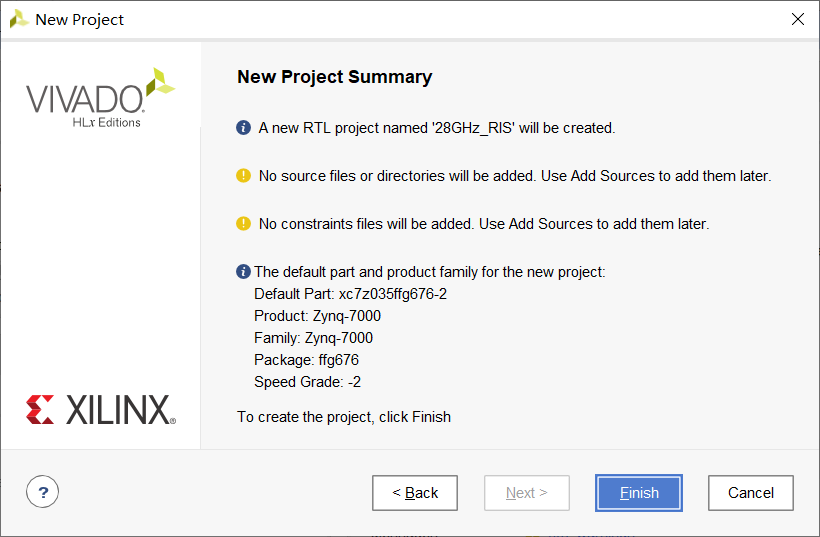 New Project
VIVADO
HLx Editions
New Project Summary
A new RTL project named '28GHz_RIS' will be created.
No source files or directories will be added. Use Add Sources to add them later.
No constraints files will be added. Use Add Sources to add them later.
The default part and product family for the new project:
Default Part: xc7z035ffg676-2
Product: Zynq-7000
Family: Zynq-7000
Package: ffg676
Speed Grade: -2
XILINX®
To create the project, click Finish
?
< Back
Next >
Finish
Cancel